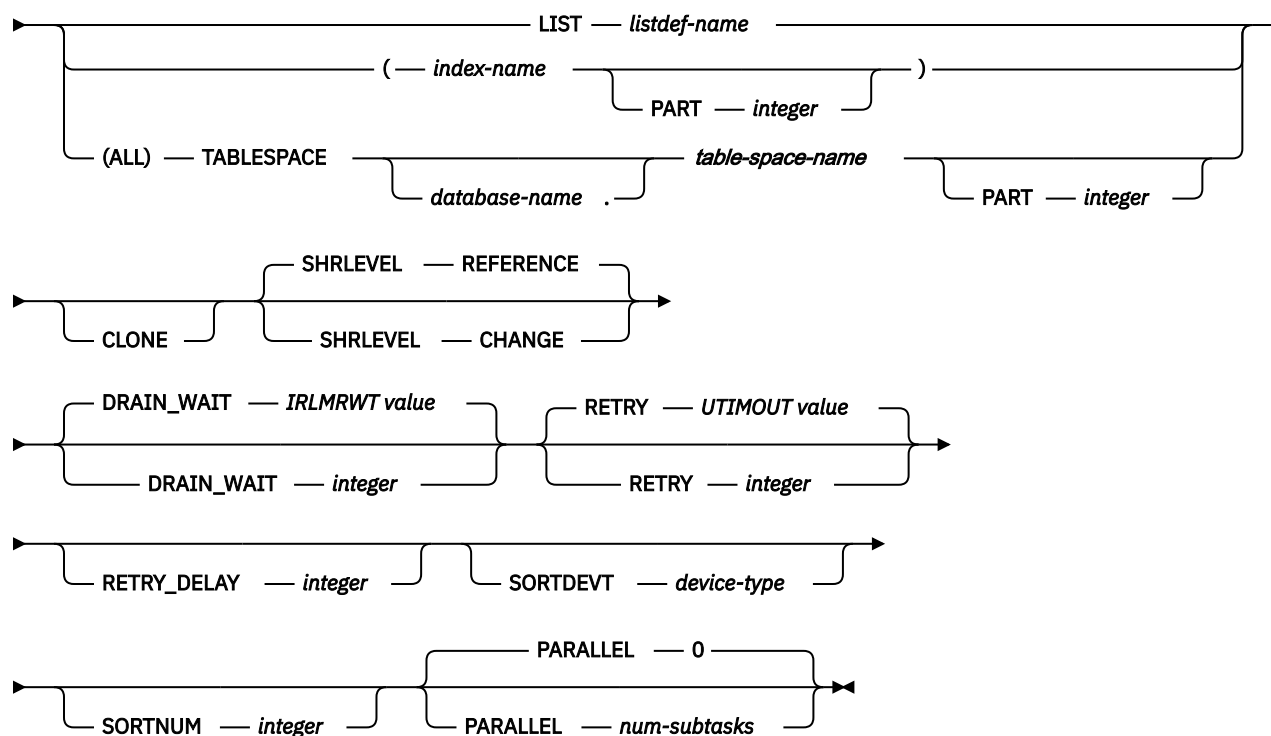 LIST listdef-name
( index-name )
PART integer
(ALL) TABLESPACE table-space-name
database-name . PART integer
SHRLEVEL REFERENCE
CLONE SHRLEVEL CHANGE
DRAIN_WAIT IRLMRWT value RETRY UTIMOUT value
DRAIN_WAIT integer RETRY integer
RETRY_DELAY integer SORTDEVT device-type
PARALLEL 0
SORTNUM integer PARALLEL num-subtasks